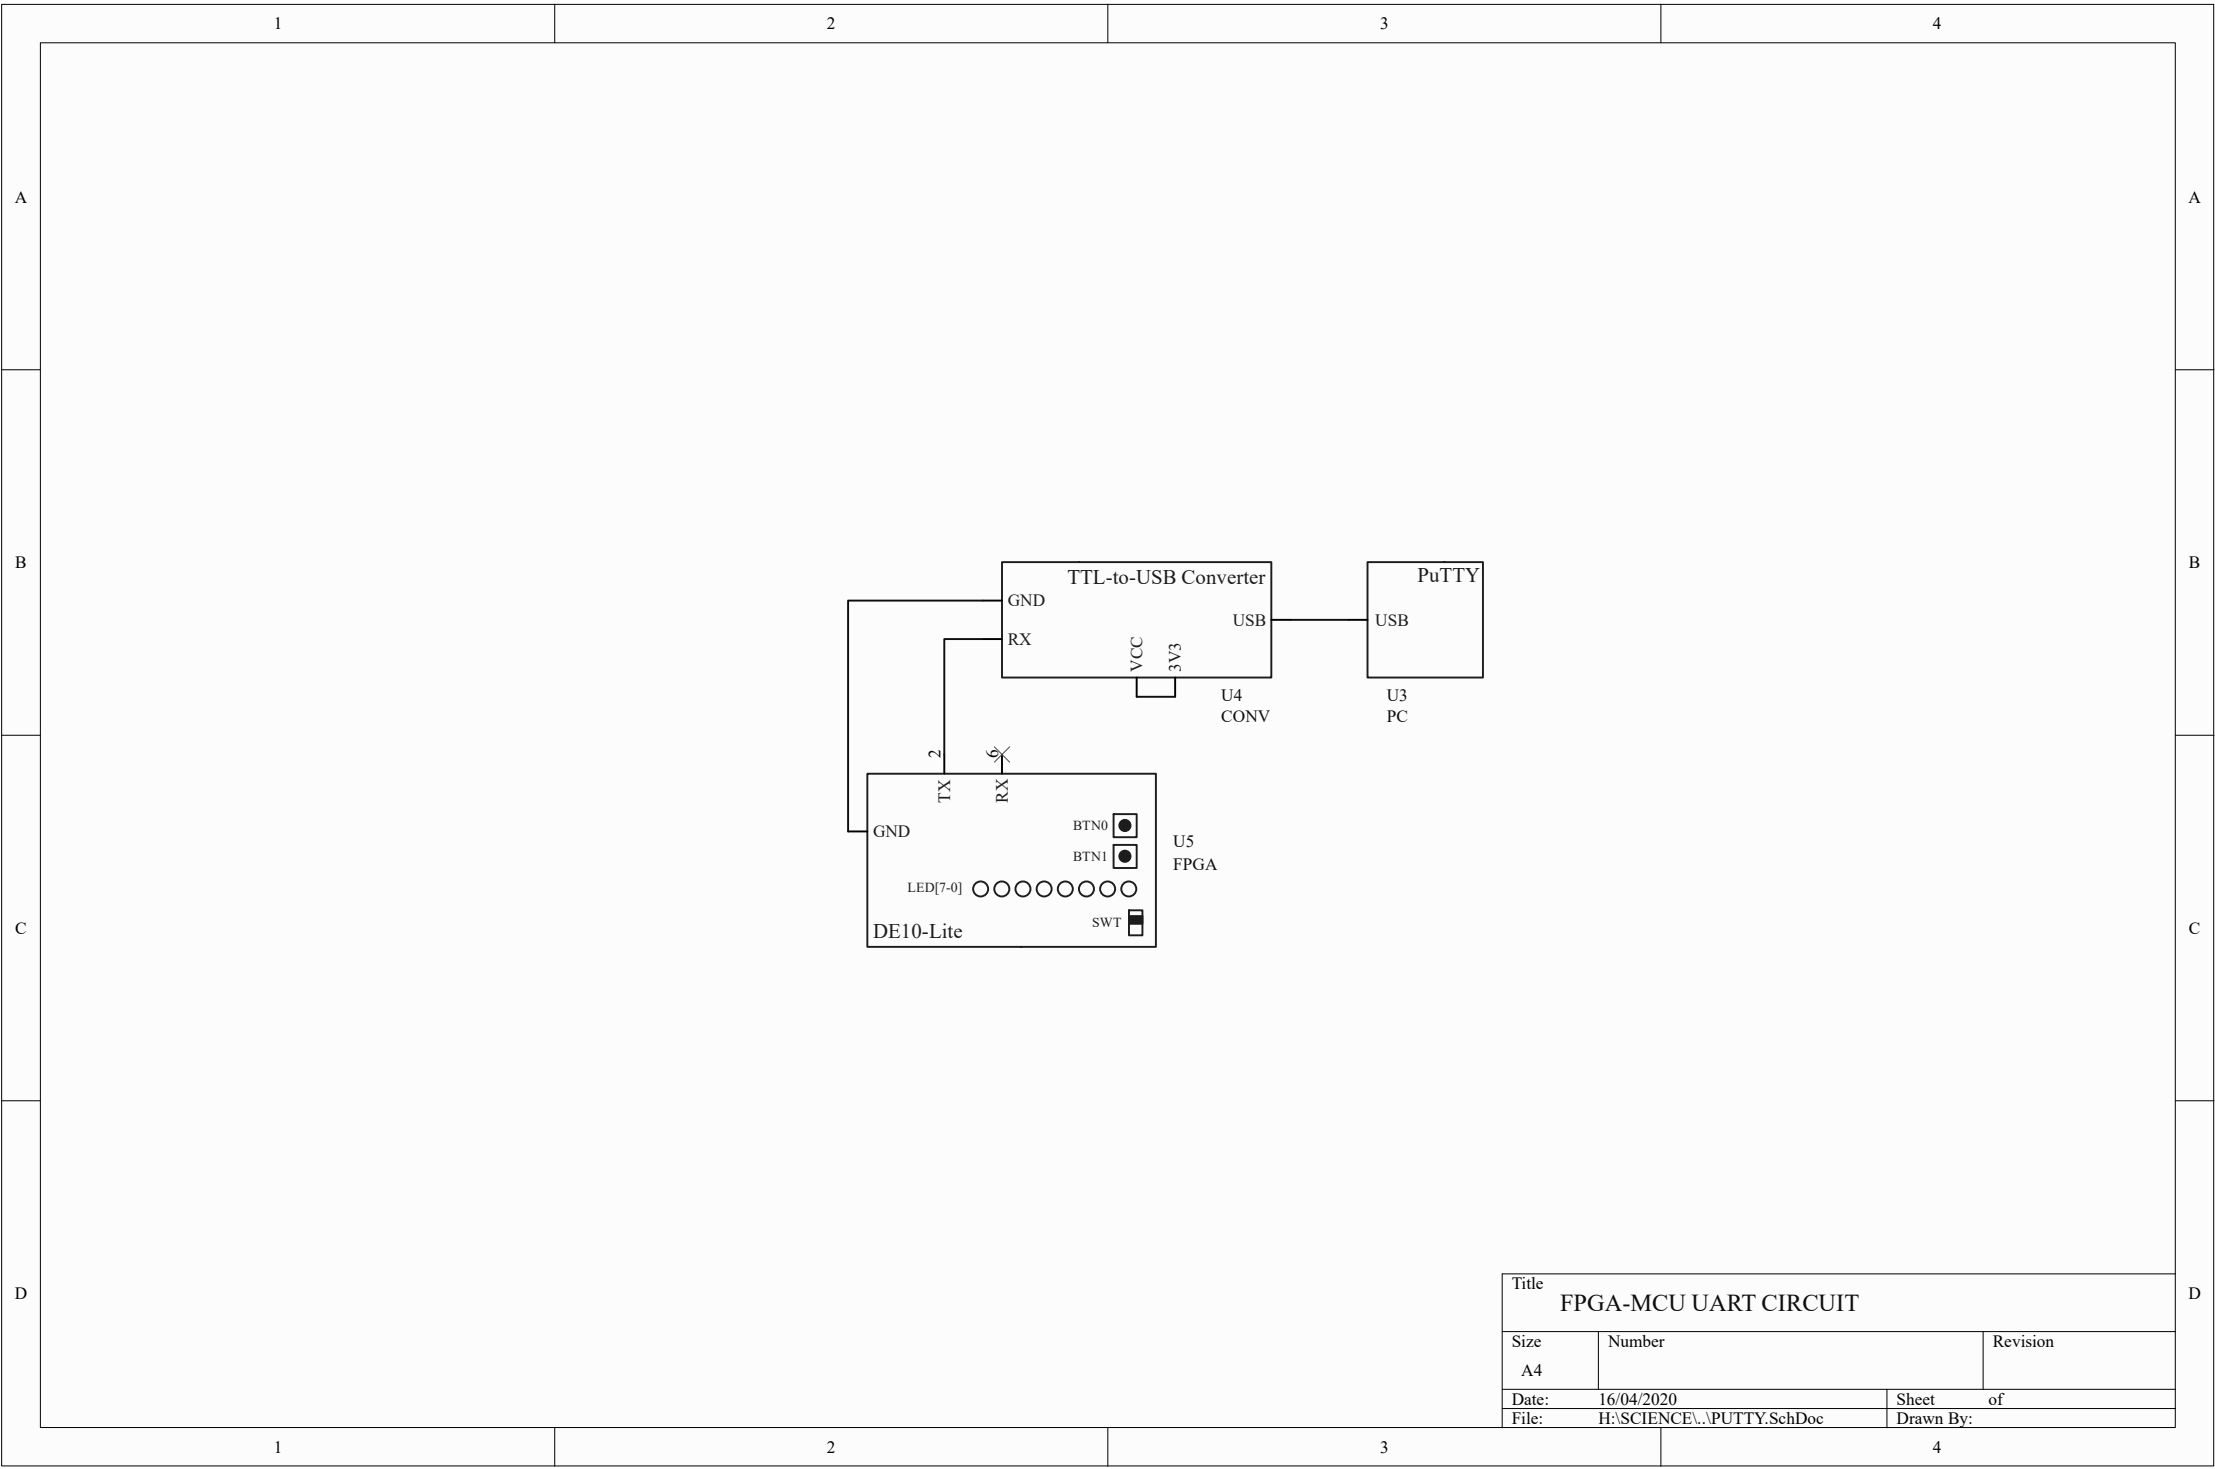 1 2 3 4
A A
TTL-to-USB Converter PuTTY
B B
GND
USB USB
RX
VCC 3V3
U4 U3
CONV PC
2 6
TX RX
BTN0
GND
U5
BTN1
FPGA
LED[7-0]
SWT
C C
DE10-Lite
Title
D D
FPGA-MCU UART CIRCUIT
Size Number Revision
A4
Date: 16/04/2020 Sheet of
File: H:\SCIENCE\..\PUTTY.SchDoc Drawn By:
1 2 3 4